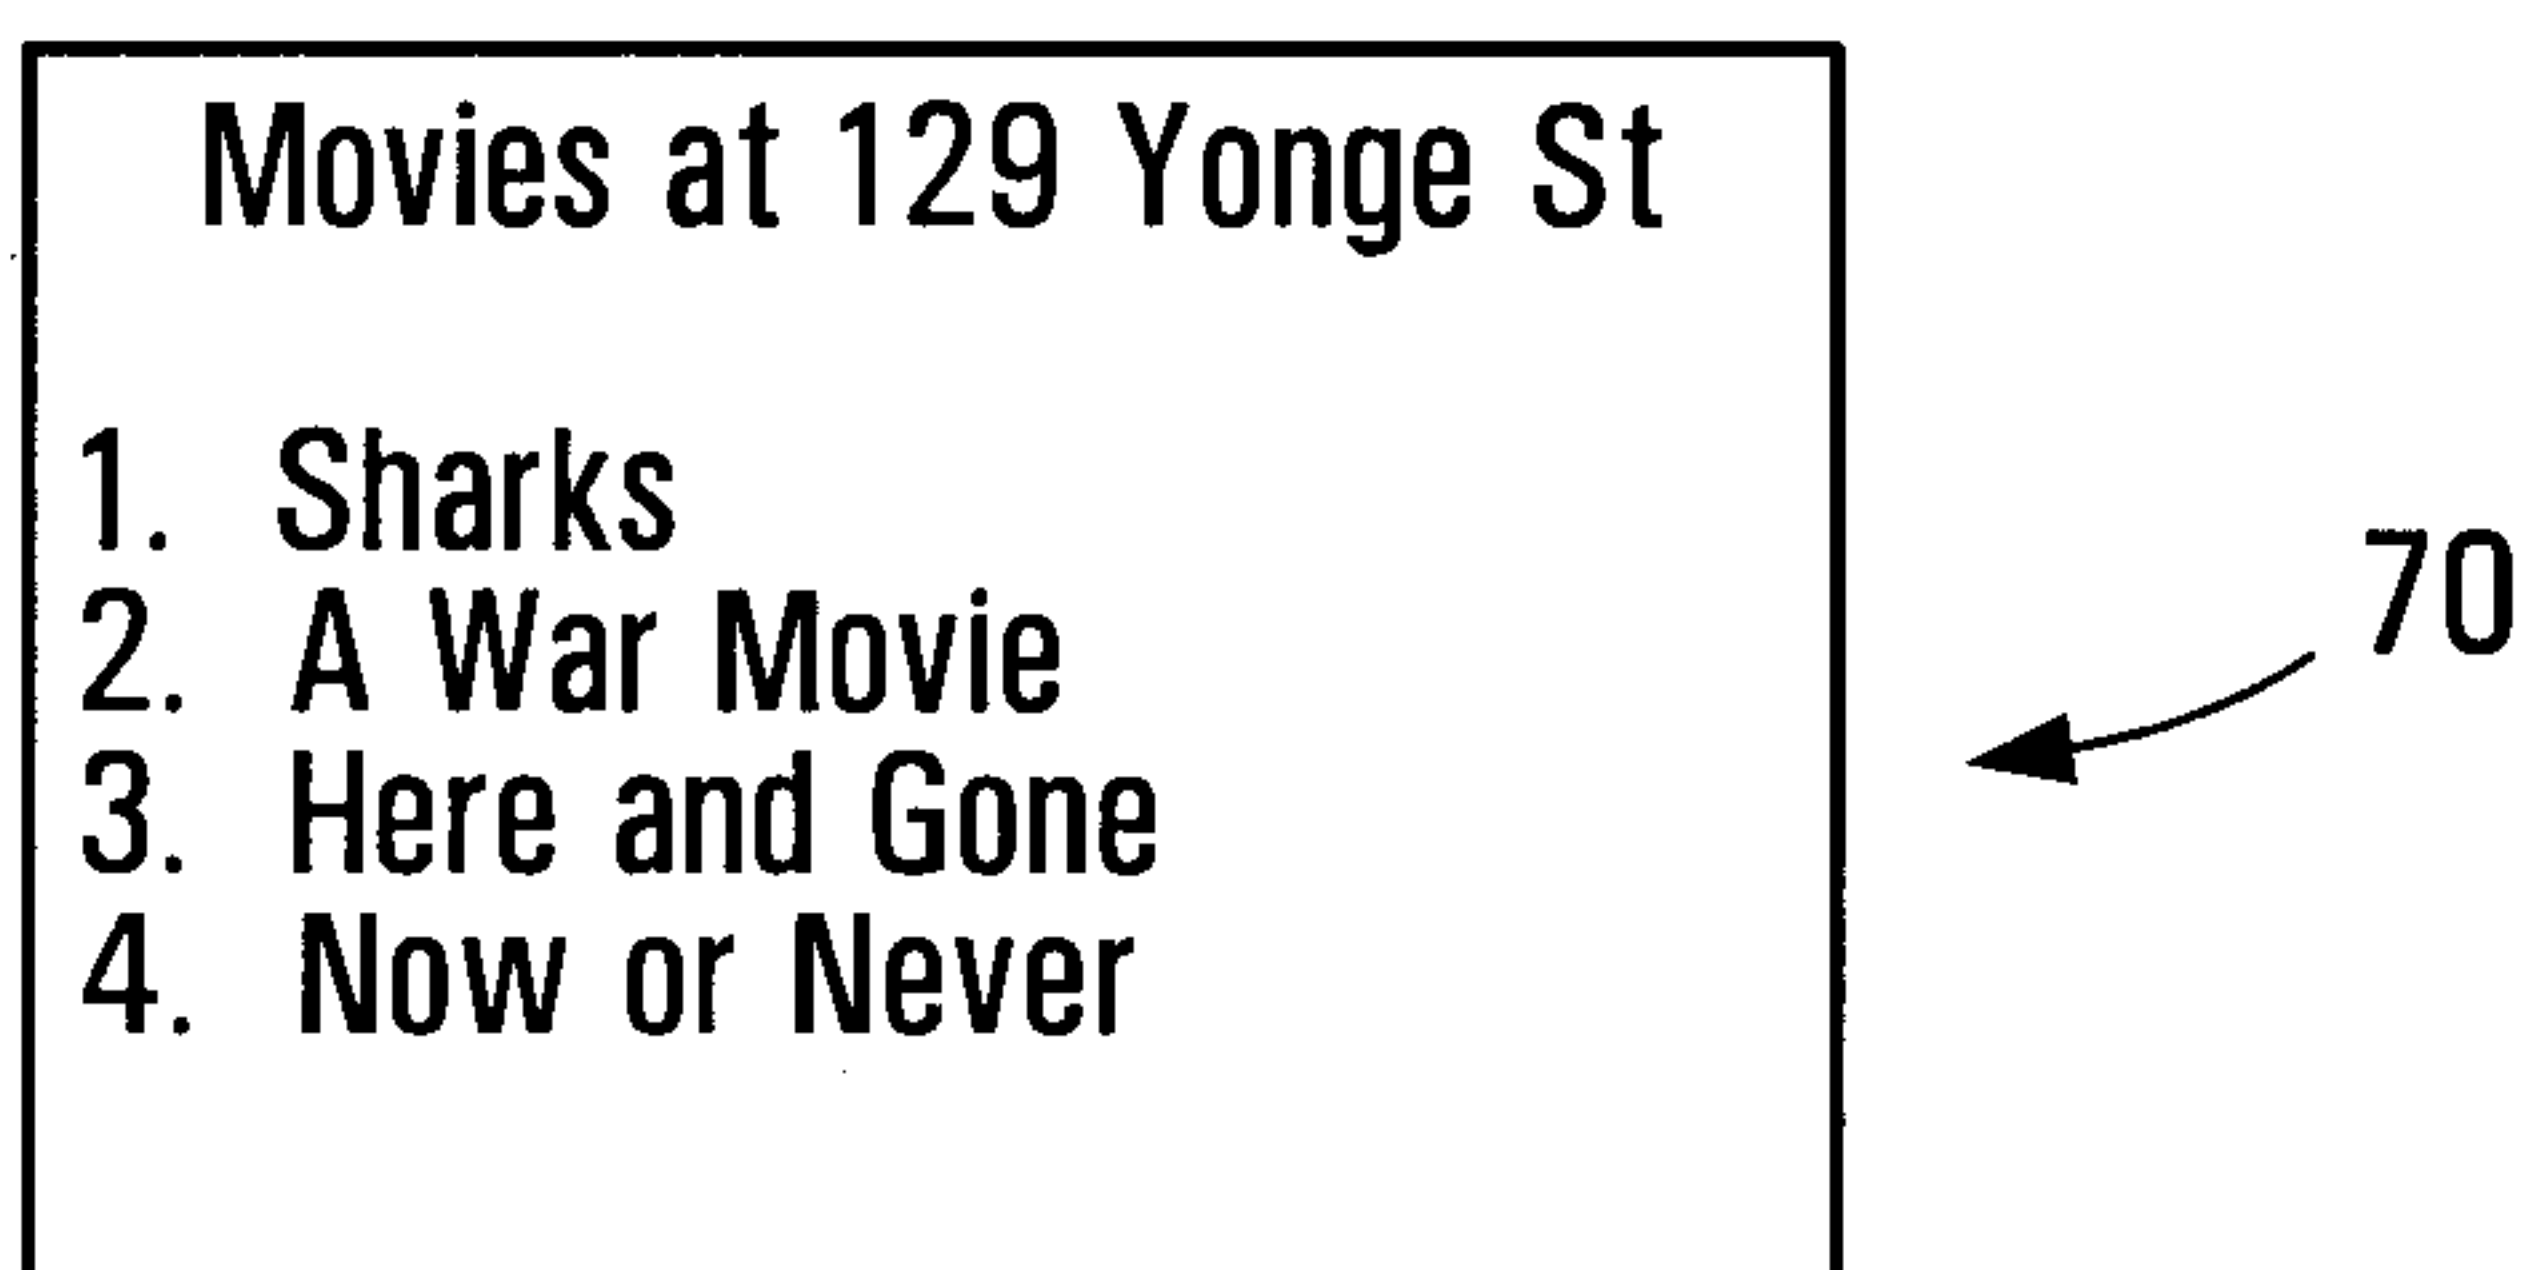 Movies at 129 Yonge St
1. Sharks
2. A War Movie
3. Here and Gone
4. Now or Never
70